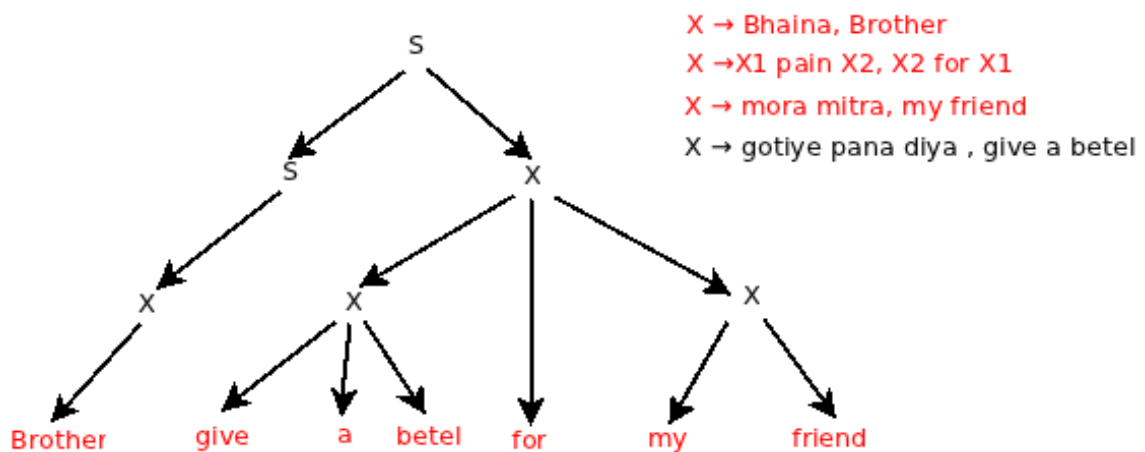 X → Bhaina, Brother
S
X →X1 pain X2, X2 for X1
X → mora mitra, my friend
X → gotiye pana diya , give a betel
S
X
X
X
X
Brother give a betel for my friend